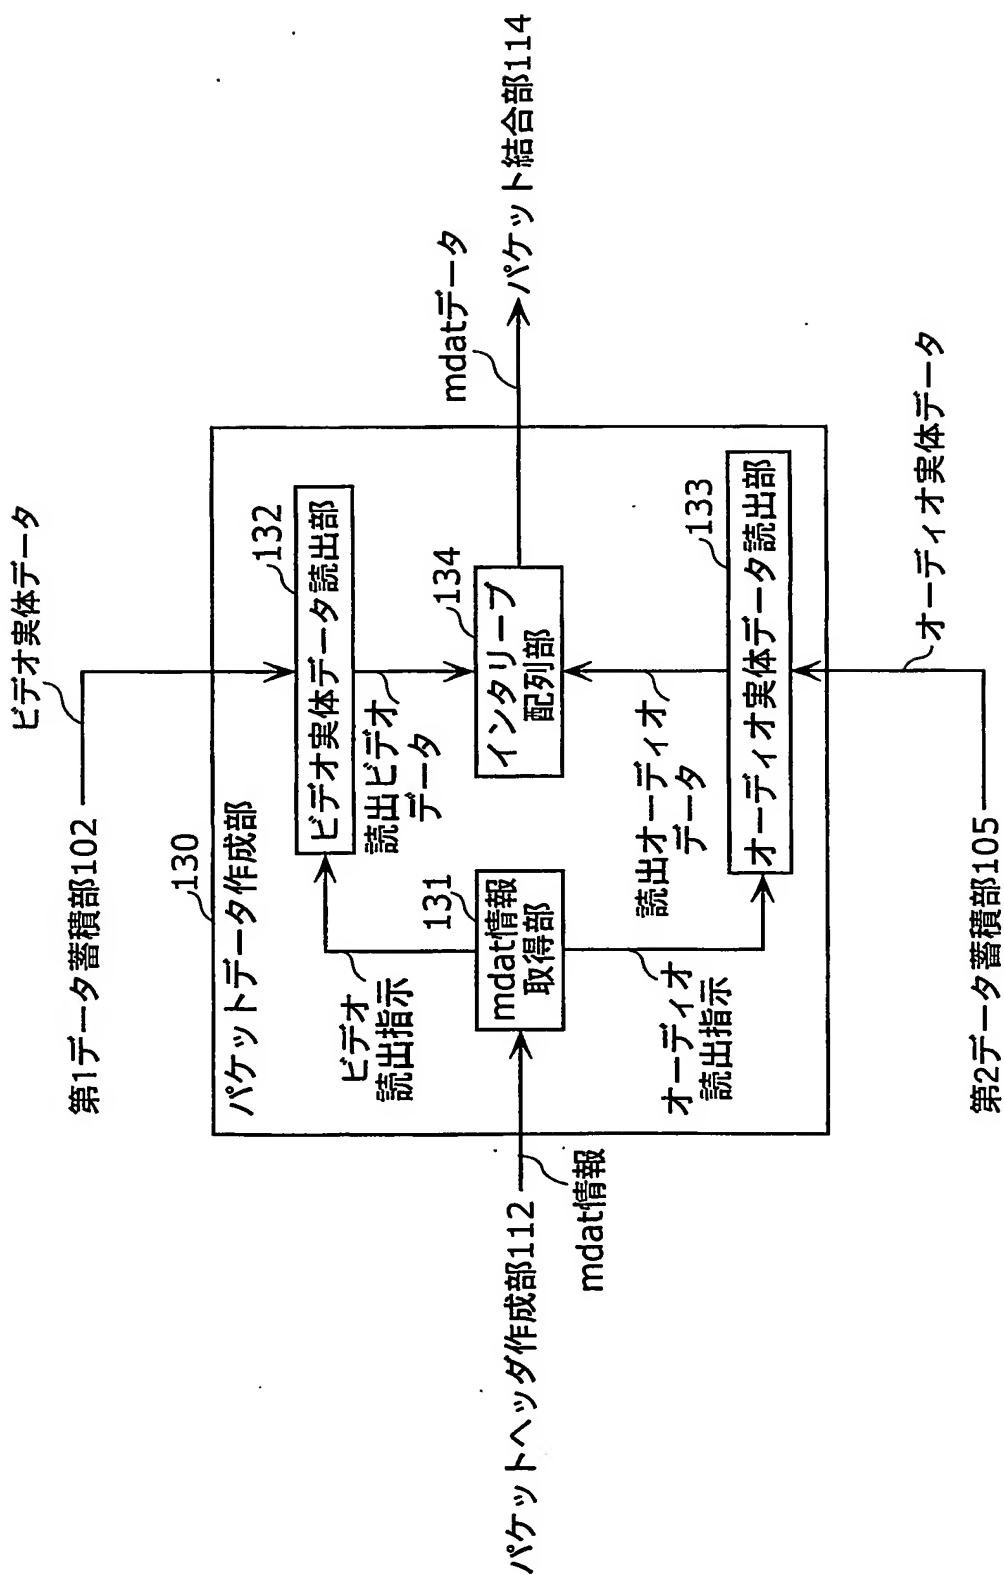 ビデオ実体データ
第1データ蓄積部102
パケットデータ作成部
130
132
ビデオ実体データ読出部
ビデオ
読出指示
読出ビデオ
データ
パケットヘッダ作成部112
mdat情報
131
mdat情報
取得部
134
インタリーブ
配列部
mdatデータ
パケット結合部114
オーディオ
読出指示
読出オーディオ
データ
133
オーディオ実体データ読出部
第2データ蓄積部105
オーディオ実体データ